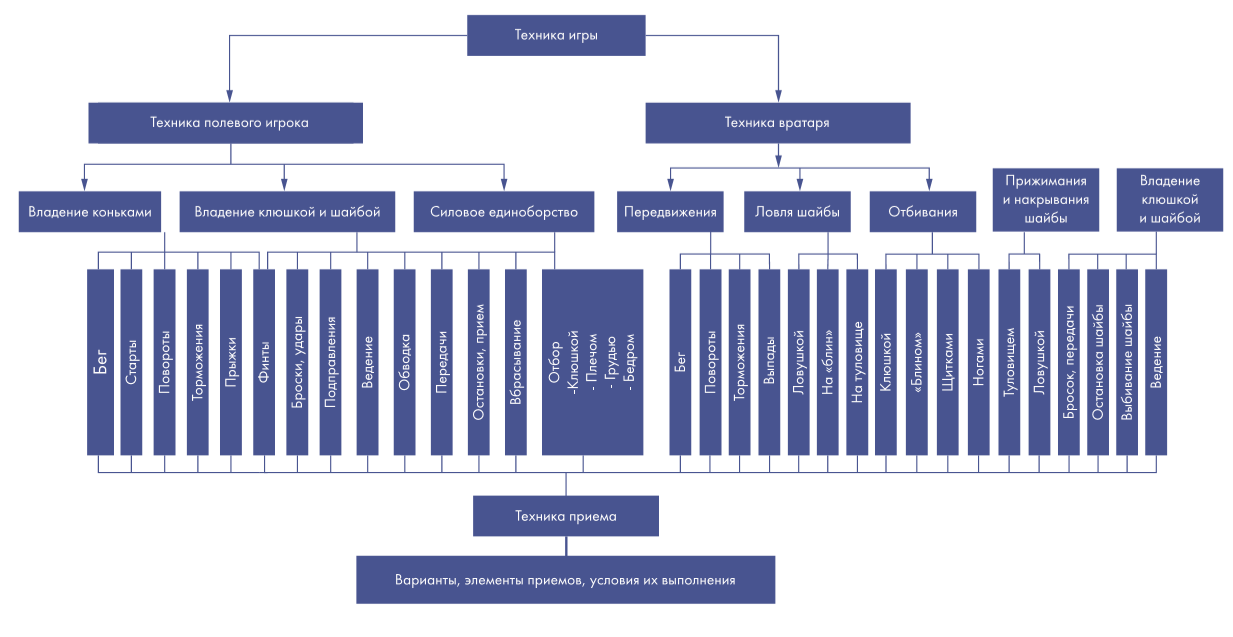 Техника игры
Техника полевого игрока
Техника вратаря
Владение коньками
Владение клюшкой и шайбой
Силовое единоборство
Передвижения
Ловля шайбы
Отбивания
Прижимания
и накрывания
шайбы
Владение
клюшкой
и шайбой
Бег
Старты
Повороты
Торможения
Прыжки
Финты
Броски, удары
Подправления
Ведение
Обводка
Передачи
Остановки, прием
Вбрасывание
Отбор
-Клюшкой
- Плечом
- Грудью
- Бедром
Бег
Повороты
Торможения
Выпады
Ловушкой
На «блин»
На туловище
Клюшкой
«Блином»
Щитками
Ногами
Туловищем
Ловушкой
Бросок, передачи
Остановка шайбы
Выбивание шайбы
Ведение
Техника приема
Варианты, элементы приемов, условия их выполнения